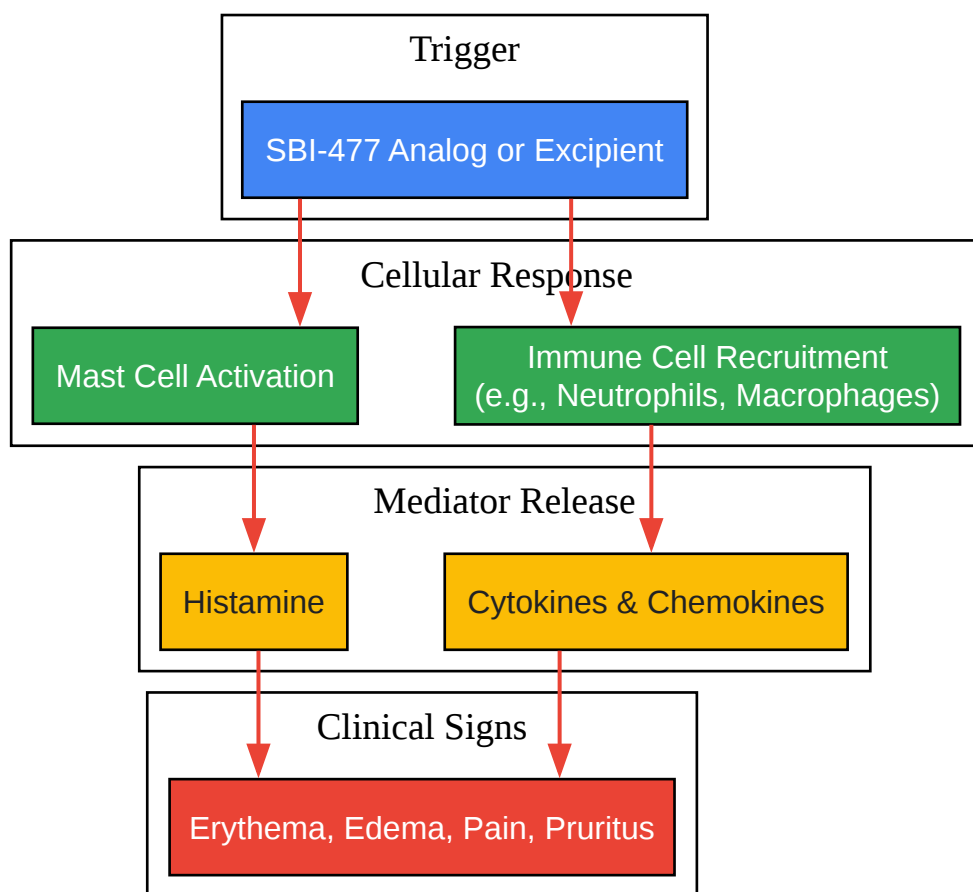 Trigger
SBI-477 Analog or Excipient
Cellular Response
Mast Cell Activation
Immune Cell Recruitment
(e.g., Neutrophils, Macrophages)
Mediator Release
Histamine
Cytokines & Chemokines
Clinical Signs
Erythema, Edema, Pain, Pruritus